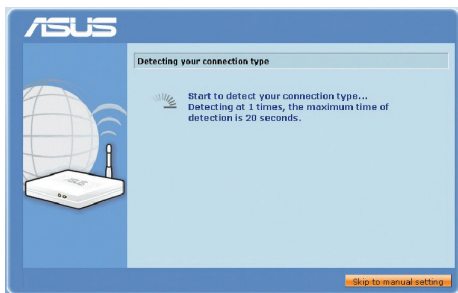 ASUS
Detecting your connection type
Start to detect your connection type...
Detecting at 1 times, the maximum time of
detection is 20 seconds.
ASUS
Skip to manual setting